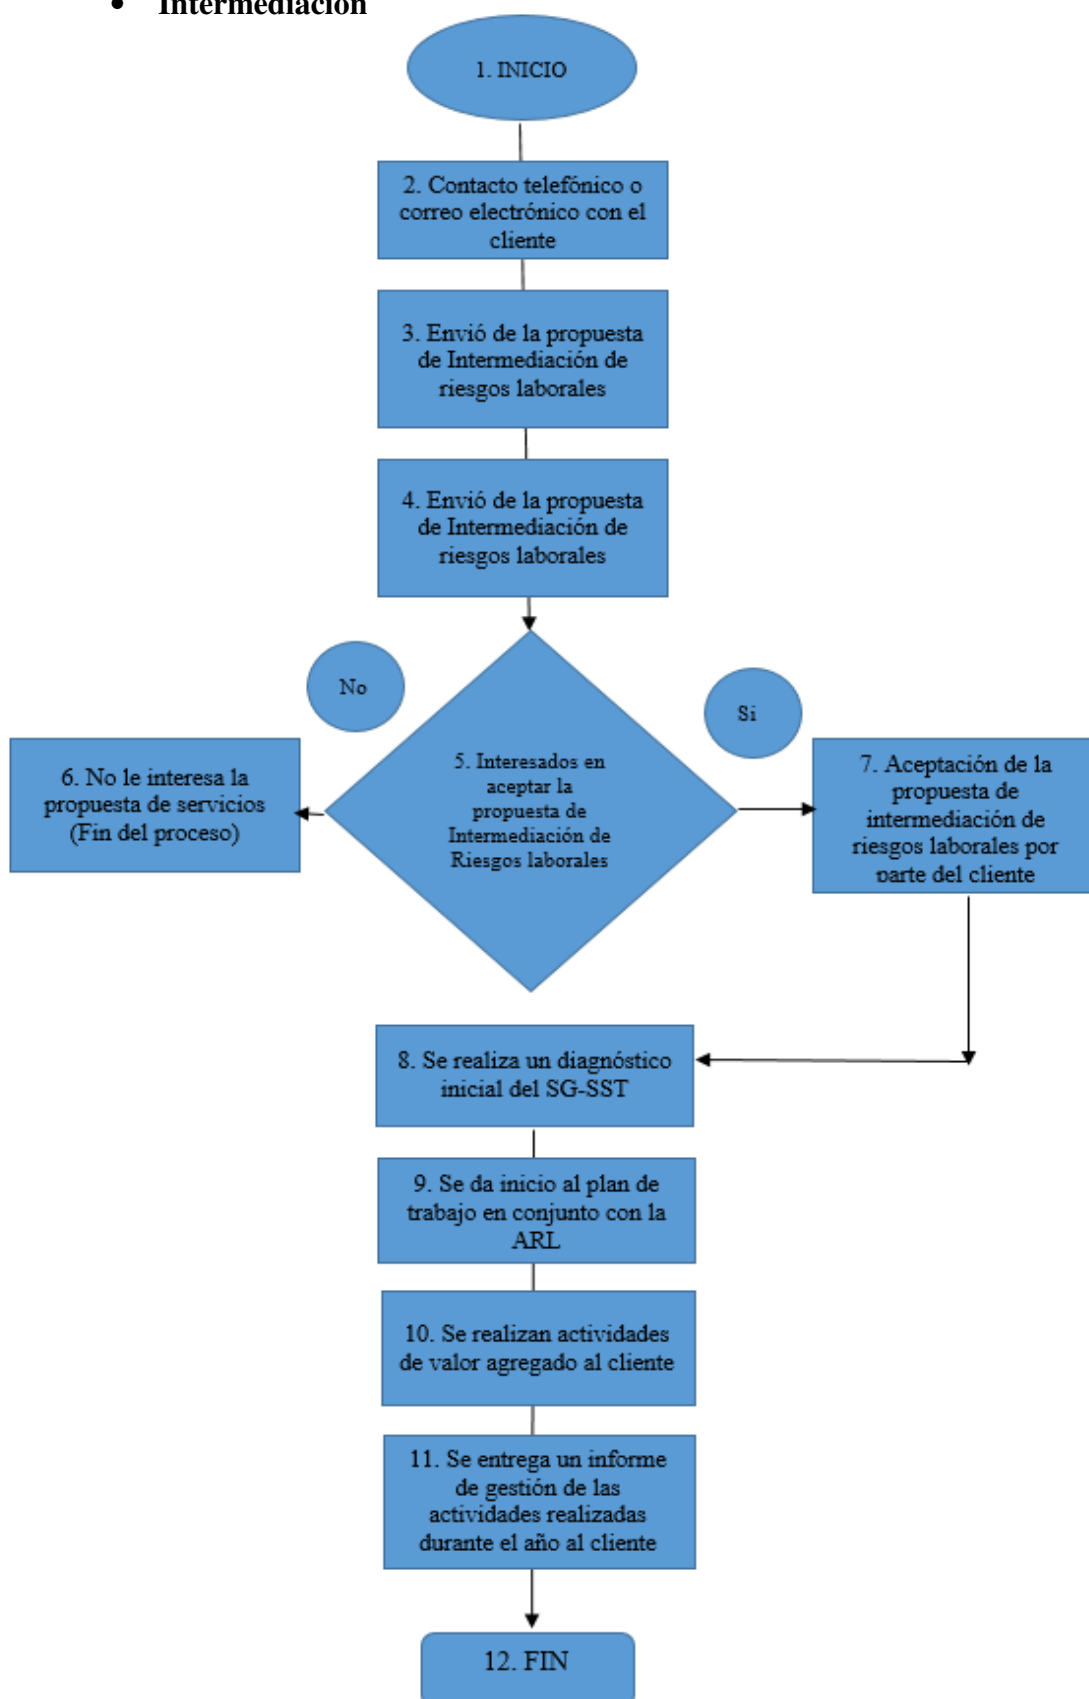 • Intermediación
1. INICIO
2. Contacto telefónico o
correo electrónico con el
cliente
3. Envió de la propuesta
de Intermediación de
riesgos laborales
4. Envió de la propuesta
de Intermediación de
riesgos laborales
No
Si
5. Interesados en
aceptar la
propuesta de
Intermediación de
Riesgos laborales
6. No le interesa la
propuesta de servicios
(Fin del proceso)
7. Aceptación de la
propuesta de
intermediación de
riesgos laborales por
parte del cliente
8. Se realiza un diagnóstico
inicial del SG-SST
9. Se da inicio al plan de
trabajo en conjunto con la
ARL
10. Se realizan actividades
de valor agregado al cliente
11. Se entrega un informe
de gestión de las
actividades realizadas
durante el año al cliente
12. FIN